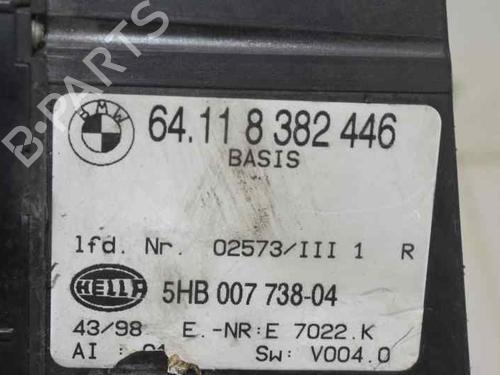 B-PARTS
BMW
64.11 8 382 446
BASIS
lfd. Nr. 02573/III 1 R
HELLA
5HB 007 738-04
43/98 E.-NR:E 7022.K
AI : 01 Sw: V004.0